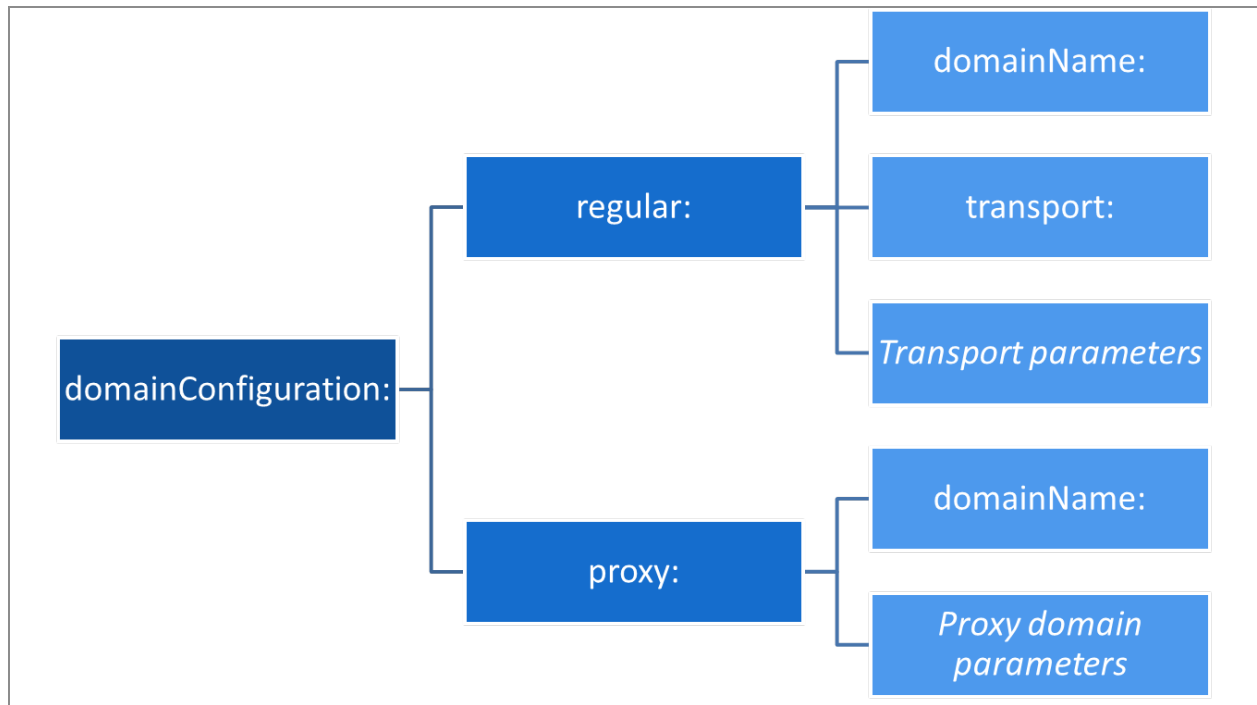 domainName:
regular:
transport:
Transport parameters
domainConfiguration:
domainName:
proxy:
Proxy domain
parameters